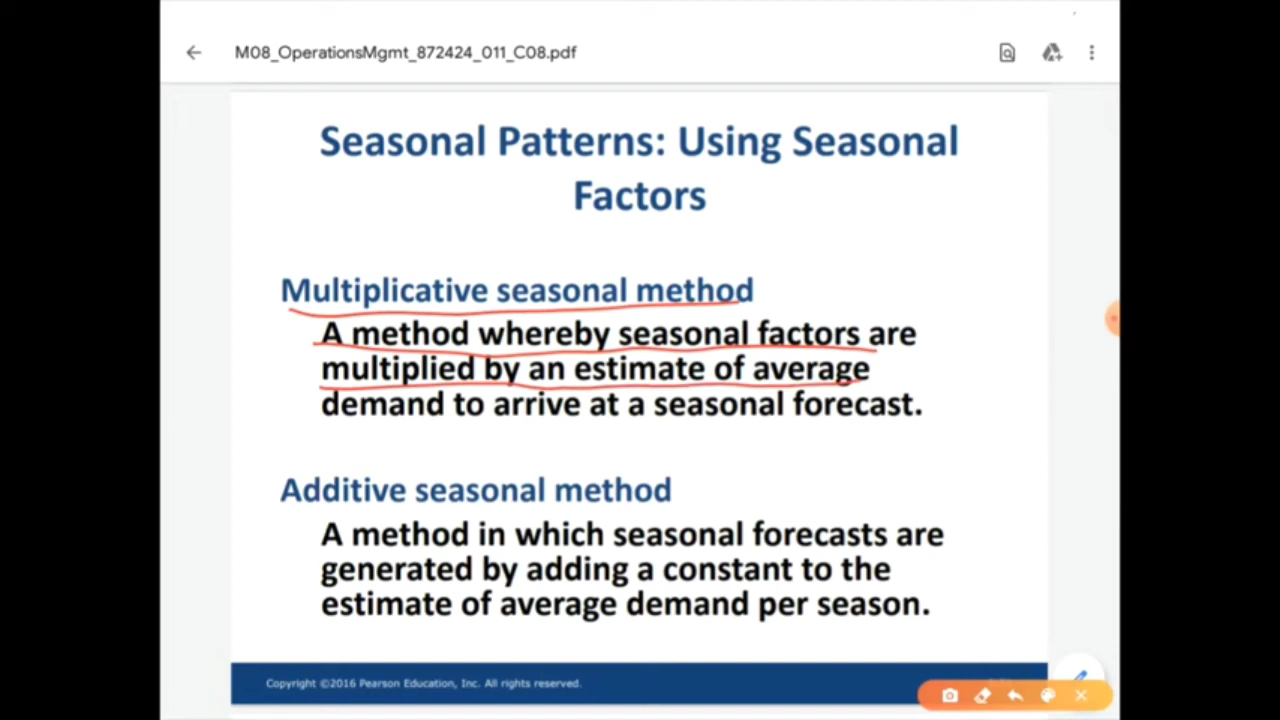 M08_OperationsMgmt_872424_011_C08.pdf
Seasonal Patterns: Using Seasonal
Factors
Multiplicative seasonal method
A method whereby seasonal factors are
multiplied by an estimate of average
demand to arrive at a seasonal forecast.
Additive seasonal method
A method in which seasonal forecasts are
generated by adding a constant to the
estimate of average demand per season.
Copyright ©2016 Pearson Education, Inc. All rights reserved.